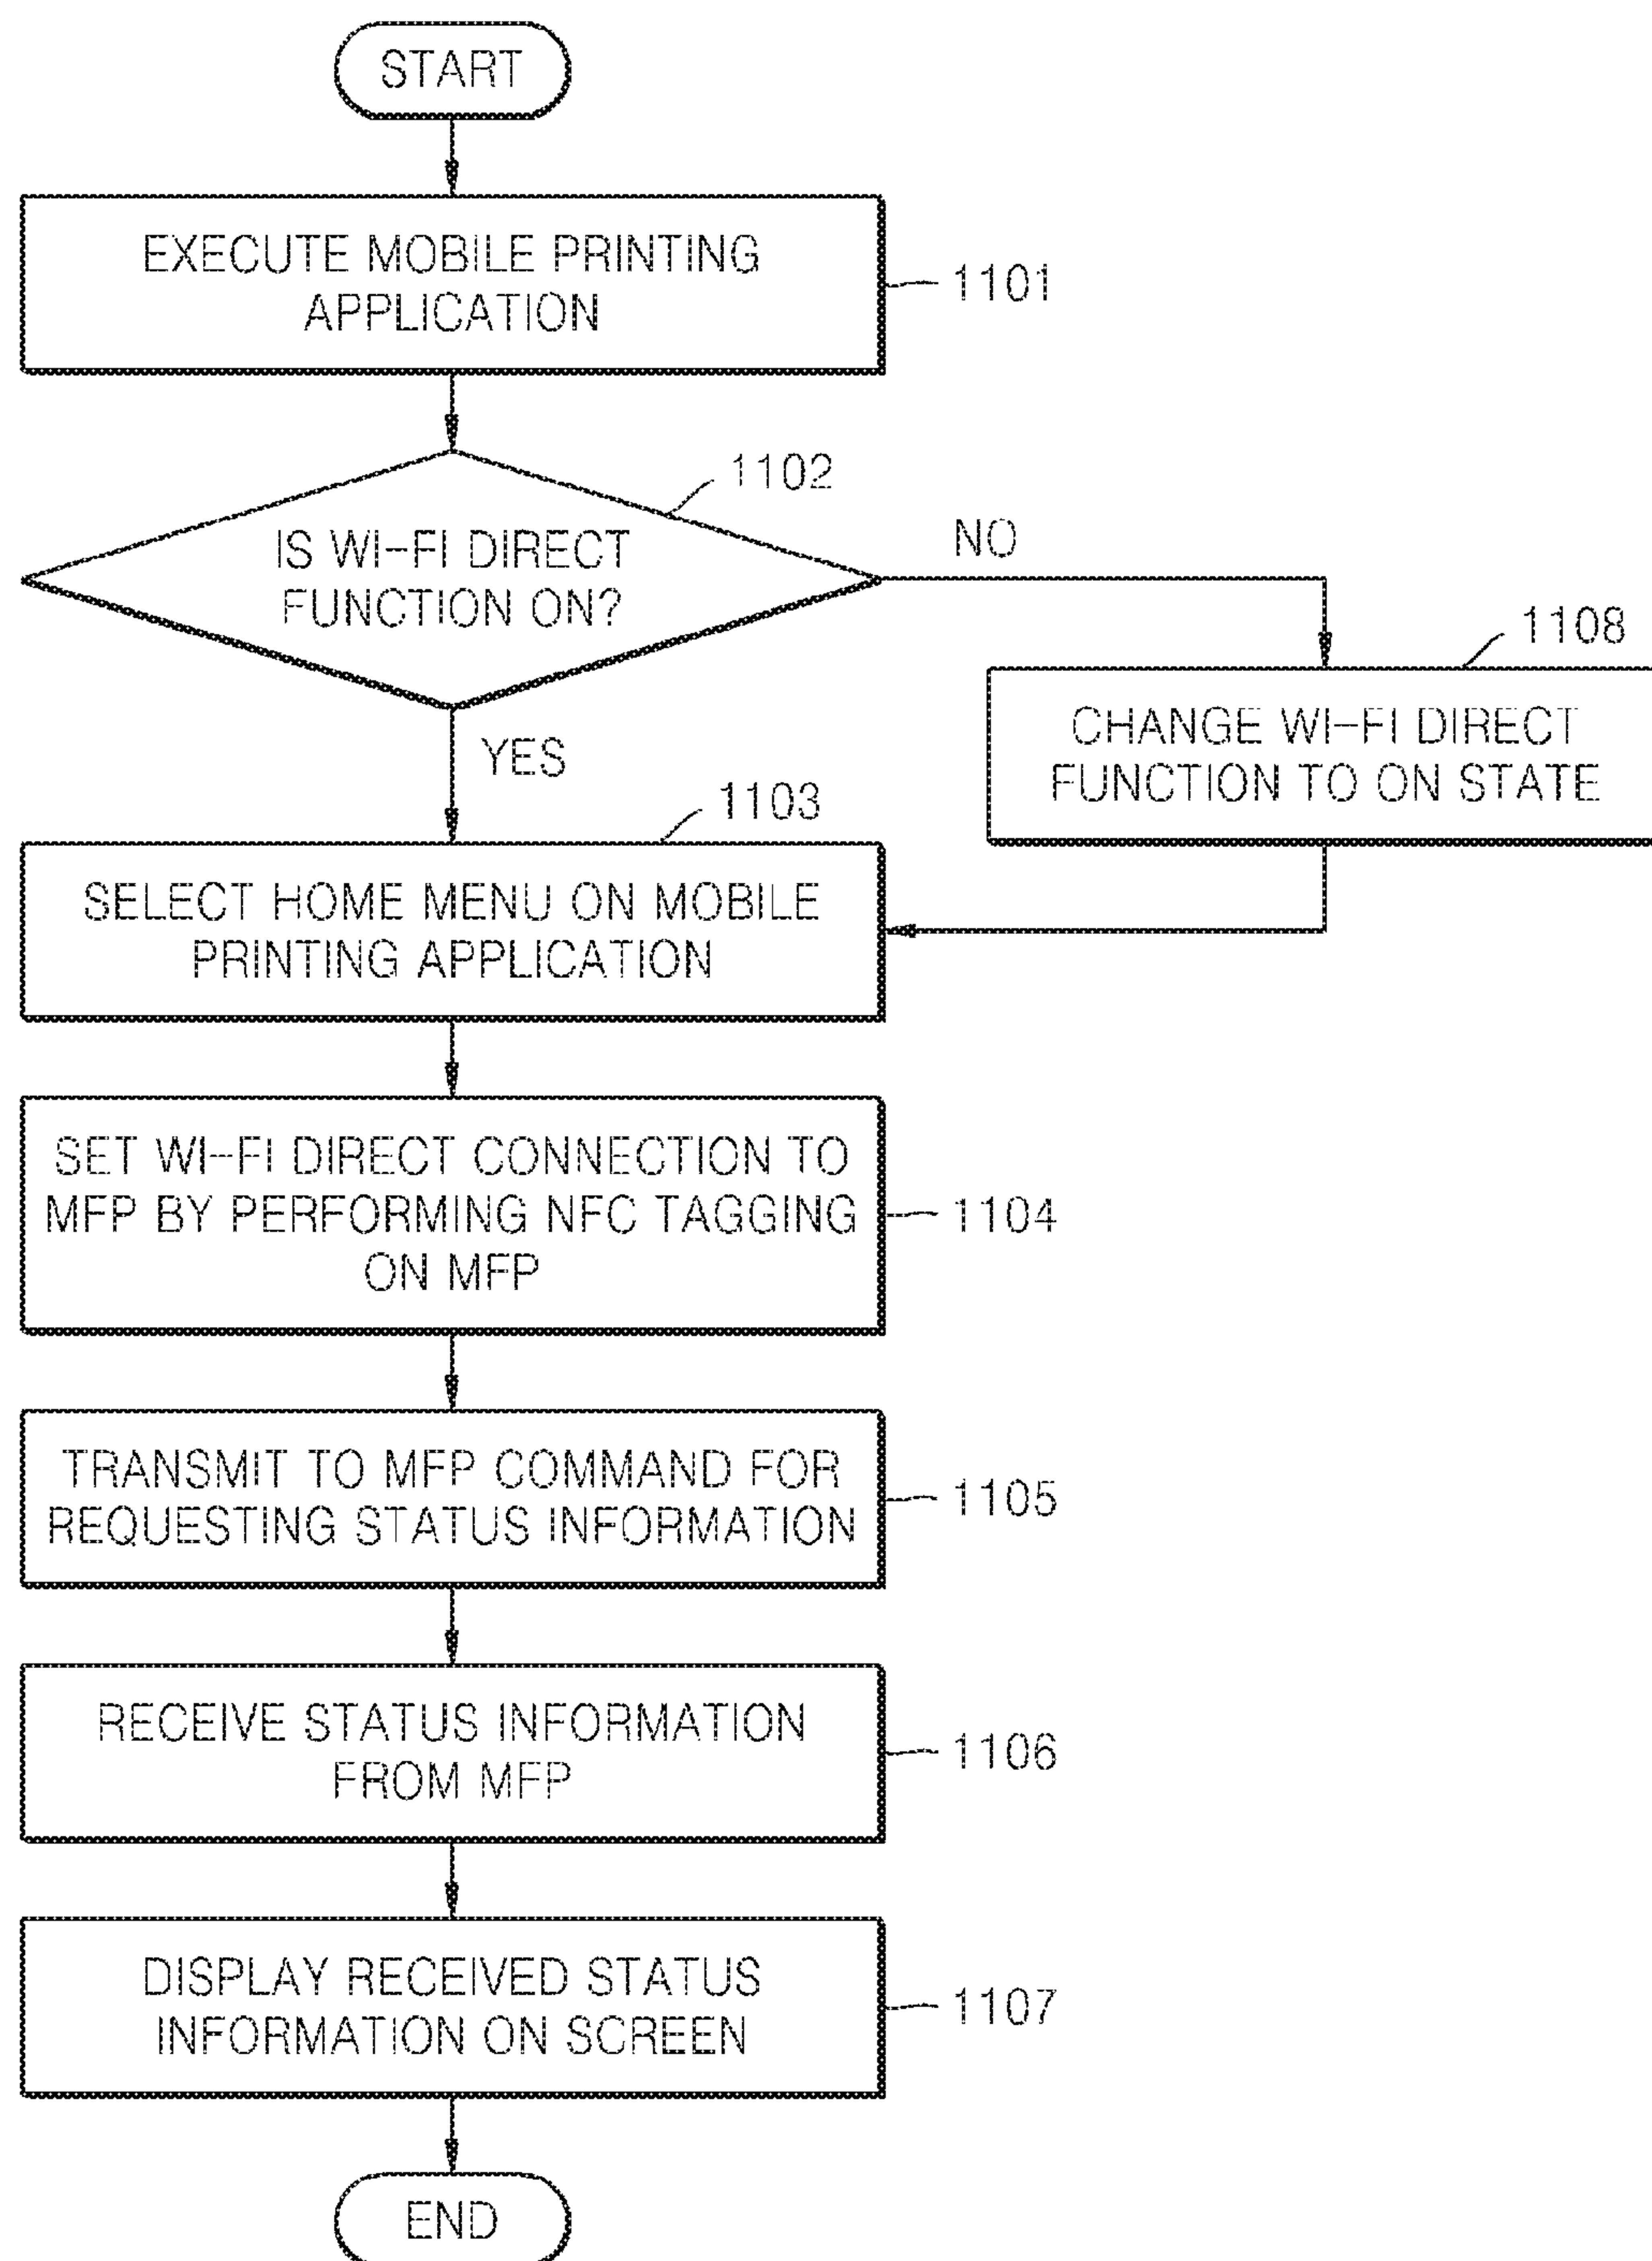 START
EXECUTE MOBILE PRINTING
APPLICATION
1101
1102
IS WI-FI DIRECT
FUNCTION ON?
NO
YES
1108
CHANGE WI-FI DIRECT
FUNCTION TO ON STATE
1103
SELECT HOME MENU ON MOBILE
PRINTING APPLICATION
SET WI-FI DIRECT CONNECTION TO
MFP BY PERFORMING NFC TAGGING
ON MFP
1104
TRANSMIT TO MFP COMMAND FOR
REQUESTING STATUS INFORMATION
1105
RECEIVE STATUS INFORMATION
FROM MFP
1106
DISPLAY RECEIVED STATUS
INFORMATION ON SCREEN
1107
END